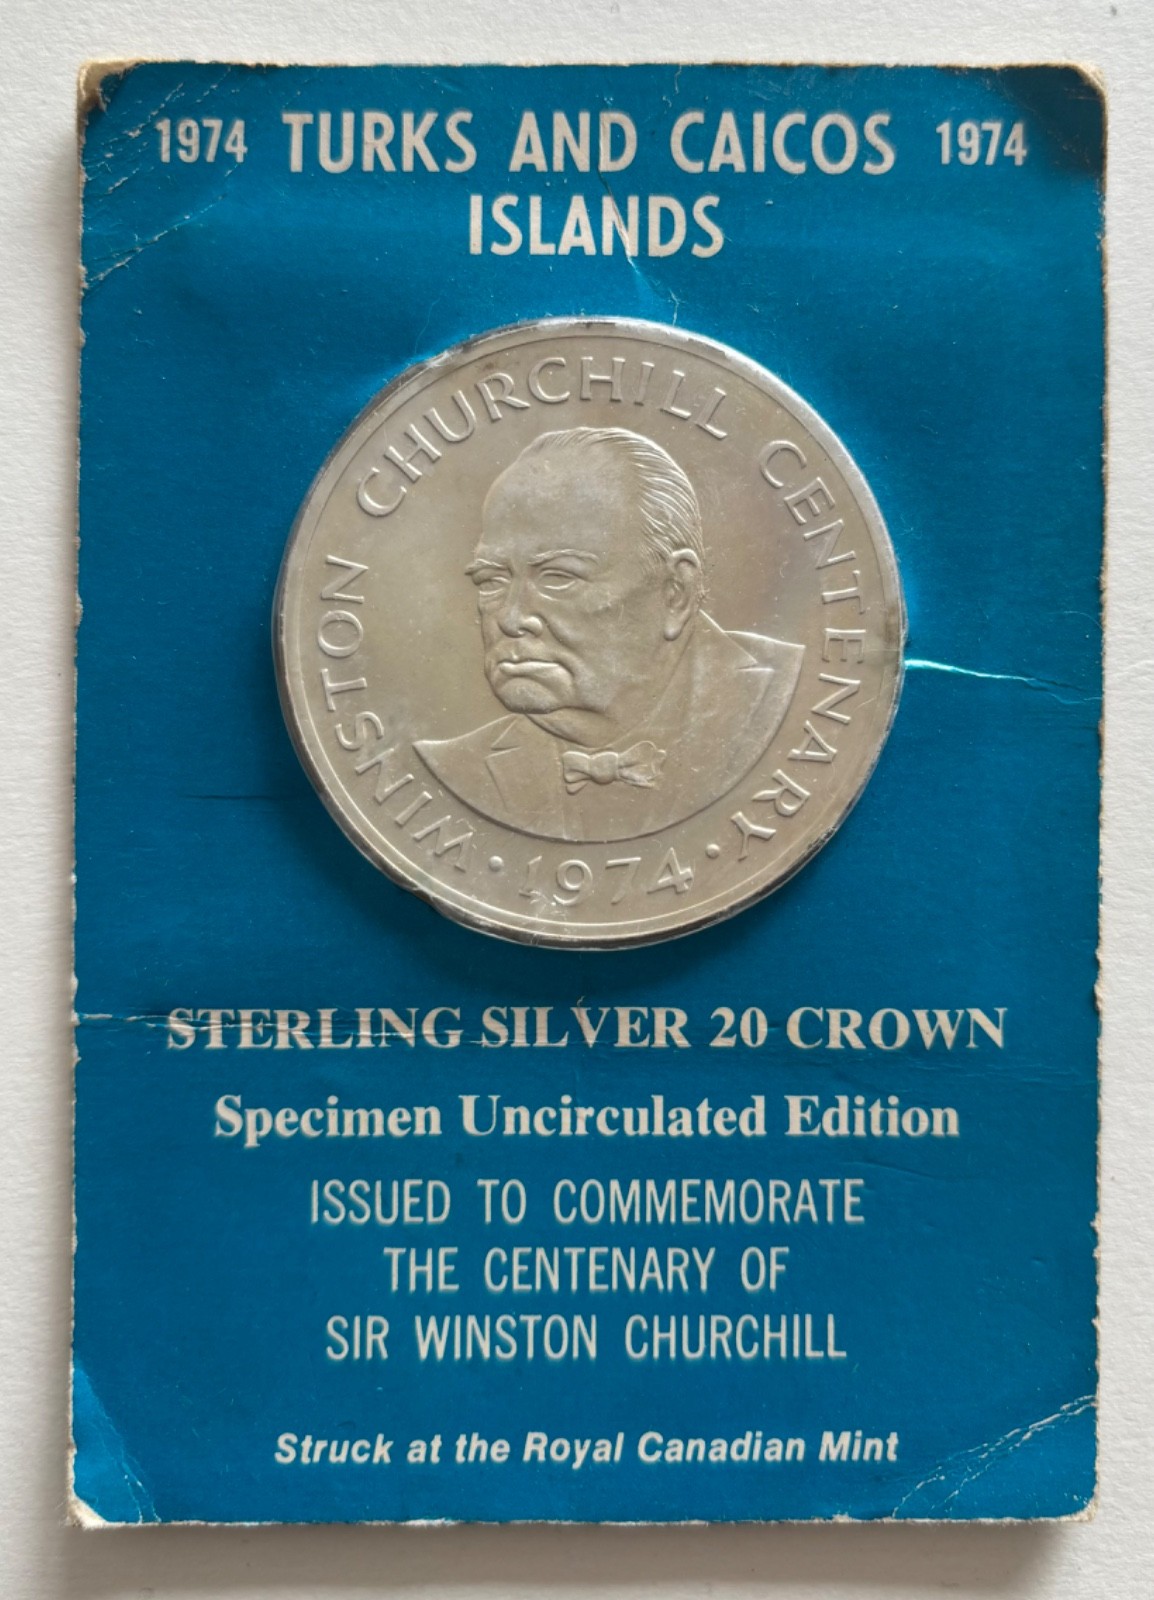 1974 TURKS AND CAICOS 1974
ISLANDS
WINSTON CHURCHILL CENTENARY
· 1974 ·
STERLING SILVER 20 CROWN
Specimen Uncirculated Edition
ISSUED TO COMMEMORATE
THE CENTENARY OF
SIR WINSTON CHURCHILL
Struck at the Royal Canadian Mint